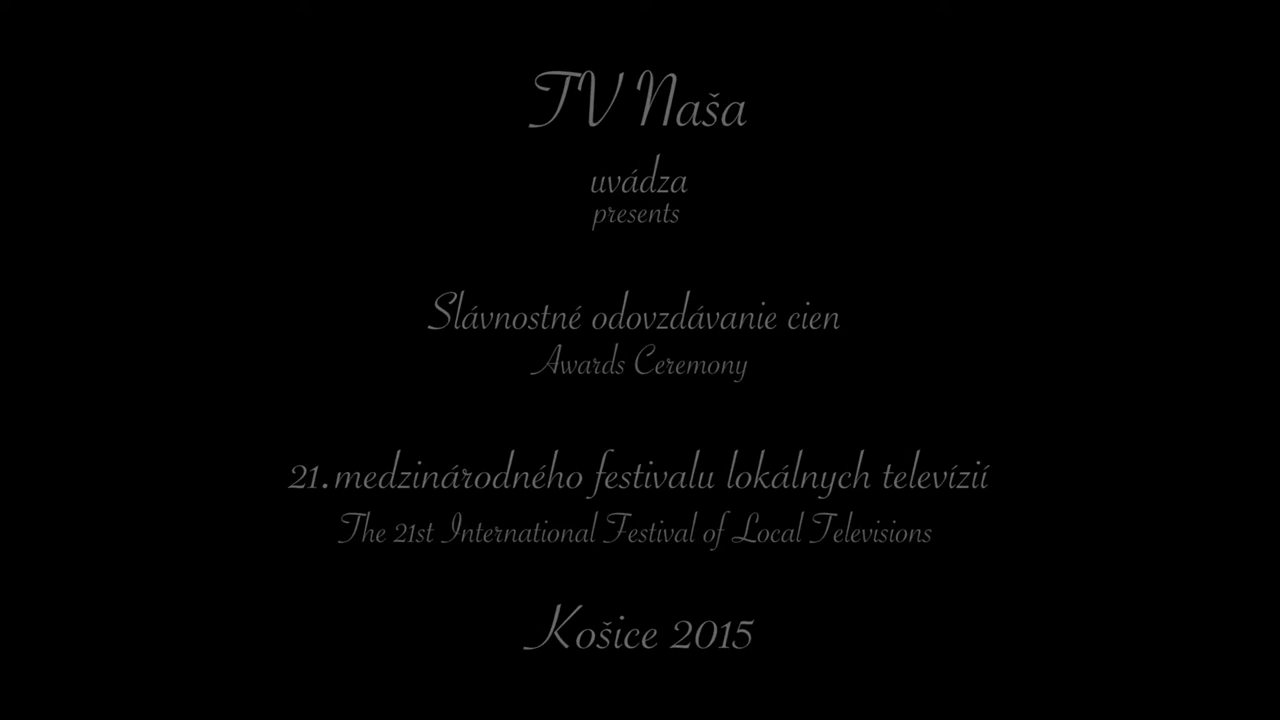 TV Naša
uvádza
presents
Slávnostné odovzdávanie cien
Awards Ceremony
21. medzinárodného festivalu lokálnych televízií
The 21st International Festival of Local Televisions
Košice 2015